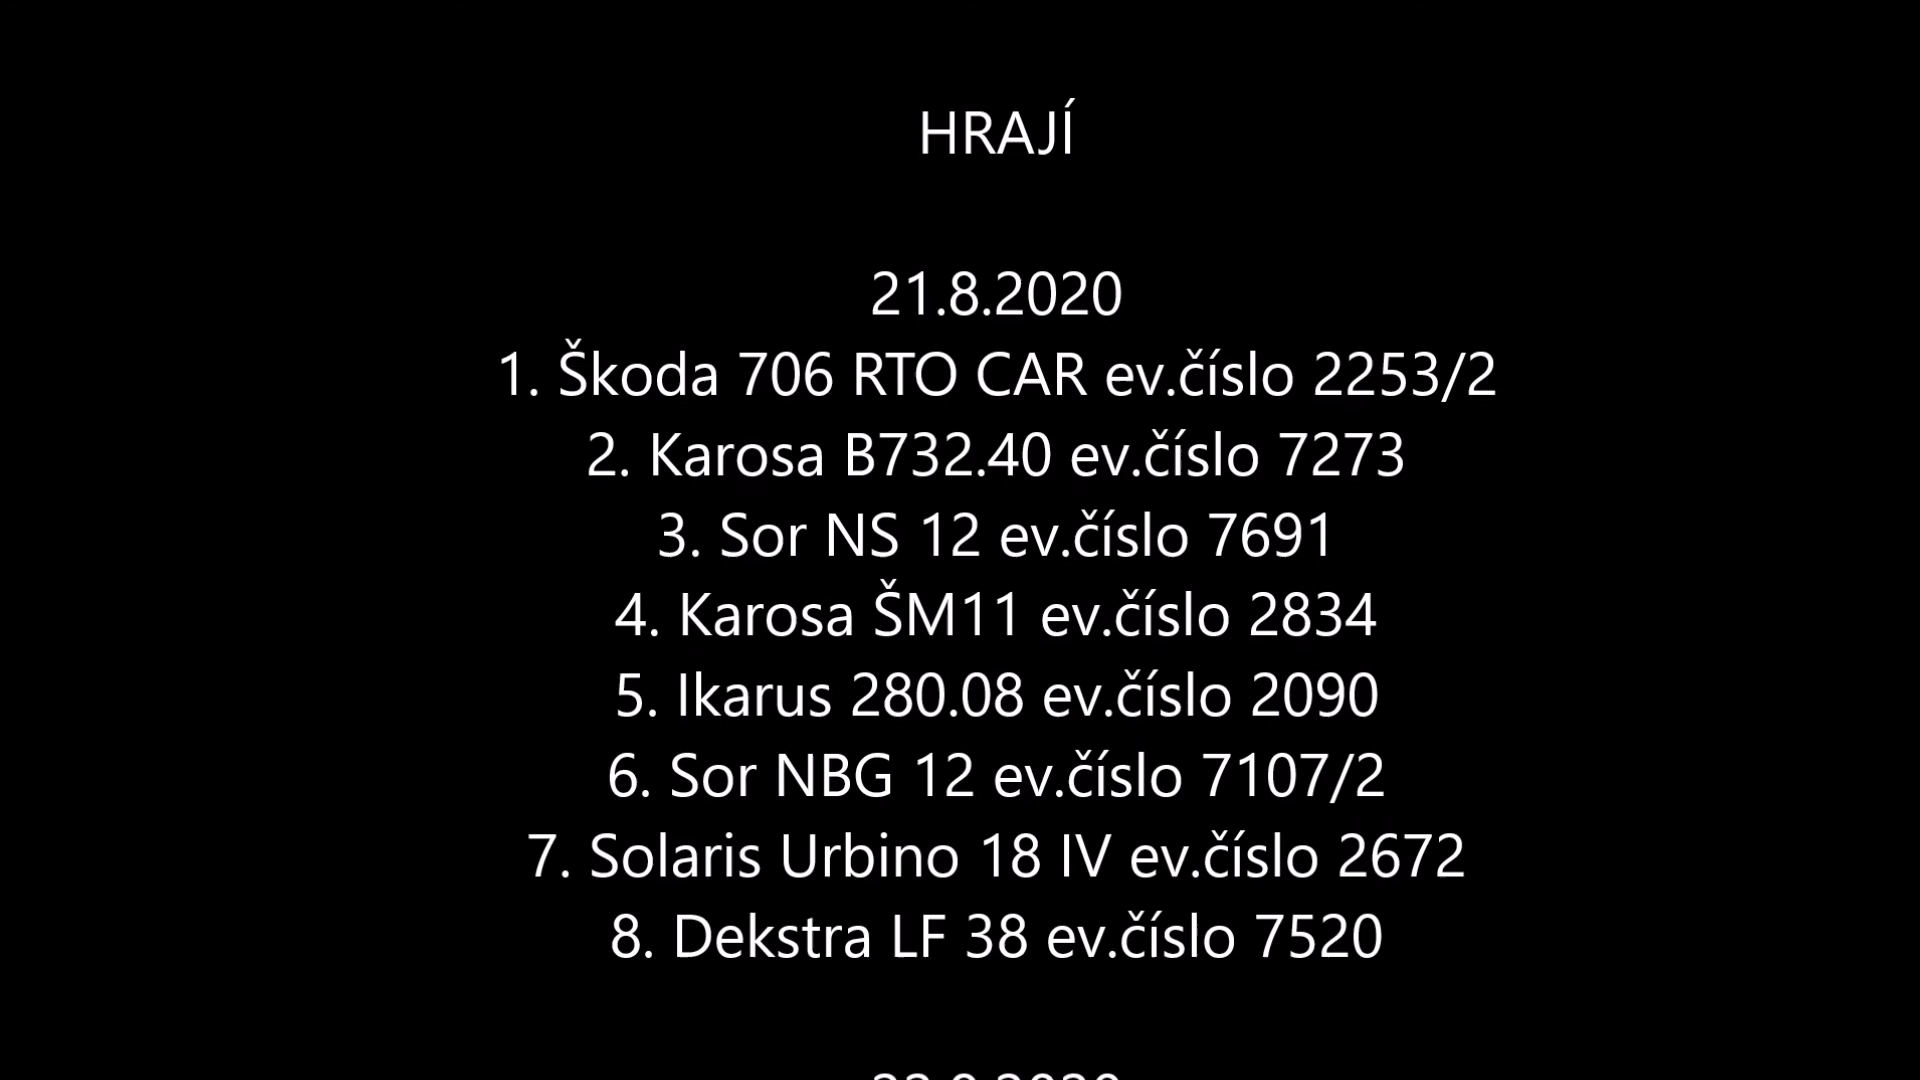 HRAJÍ
21.8.2020
1. Škoda 706 RTO CAR ev.číslo 2253/2
2. Karosa B732.40 ev.číslo 7273
3. Sor NS 12 ev.číslo 7691
4. Karosa ŠM11 ev.číslo 2834
5. Ikarus 280.08 ev.číslo 2090
6. Sor NBG 12 ev.číslo 7107/2
7. Solaris Urbino 18 IV ev.číslo 2672
8. Dekstra LF 38 ev.číslo 7520